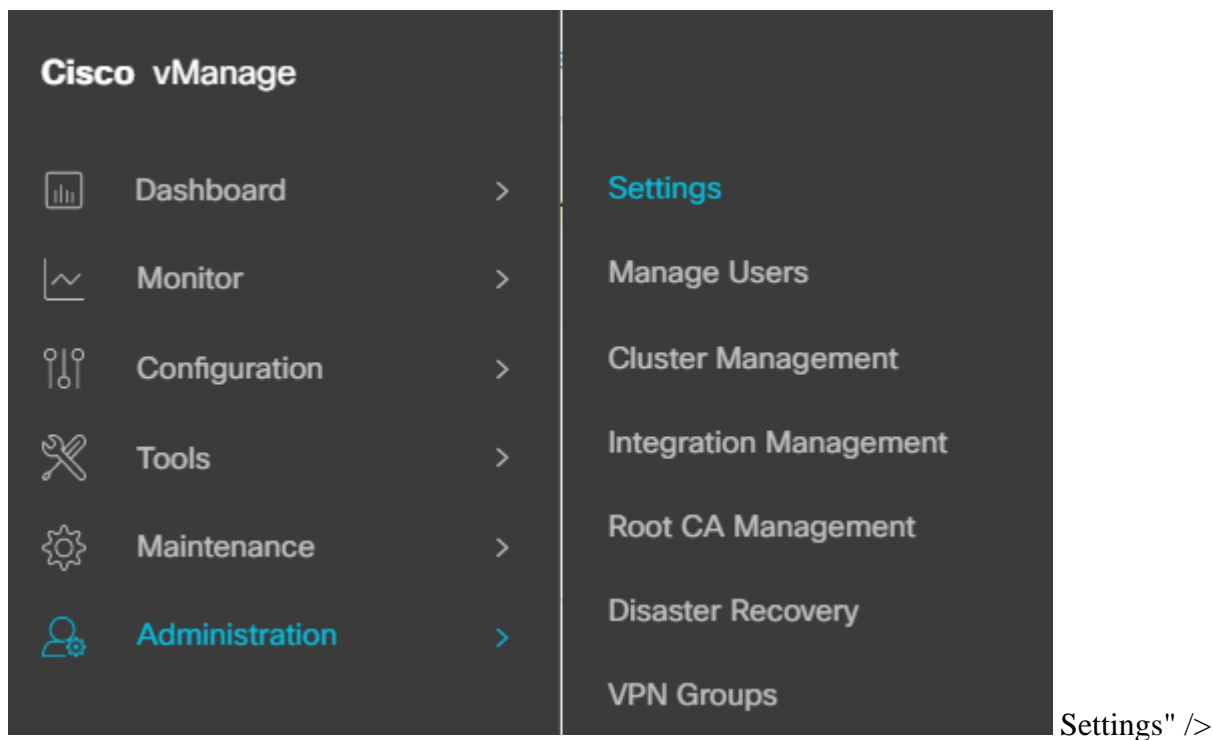 Cisco vManage
Dashboard
Monitor
Configuration
Tools
Maintenance
Administration
Settings
Manage Users
Cluster Management
Integration Management
Root CA Management
Disaster Recovery
VPN Groups
Settings" />